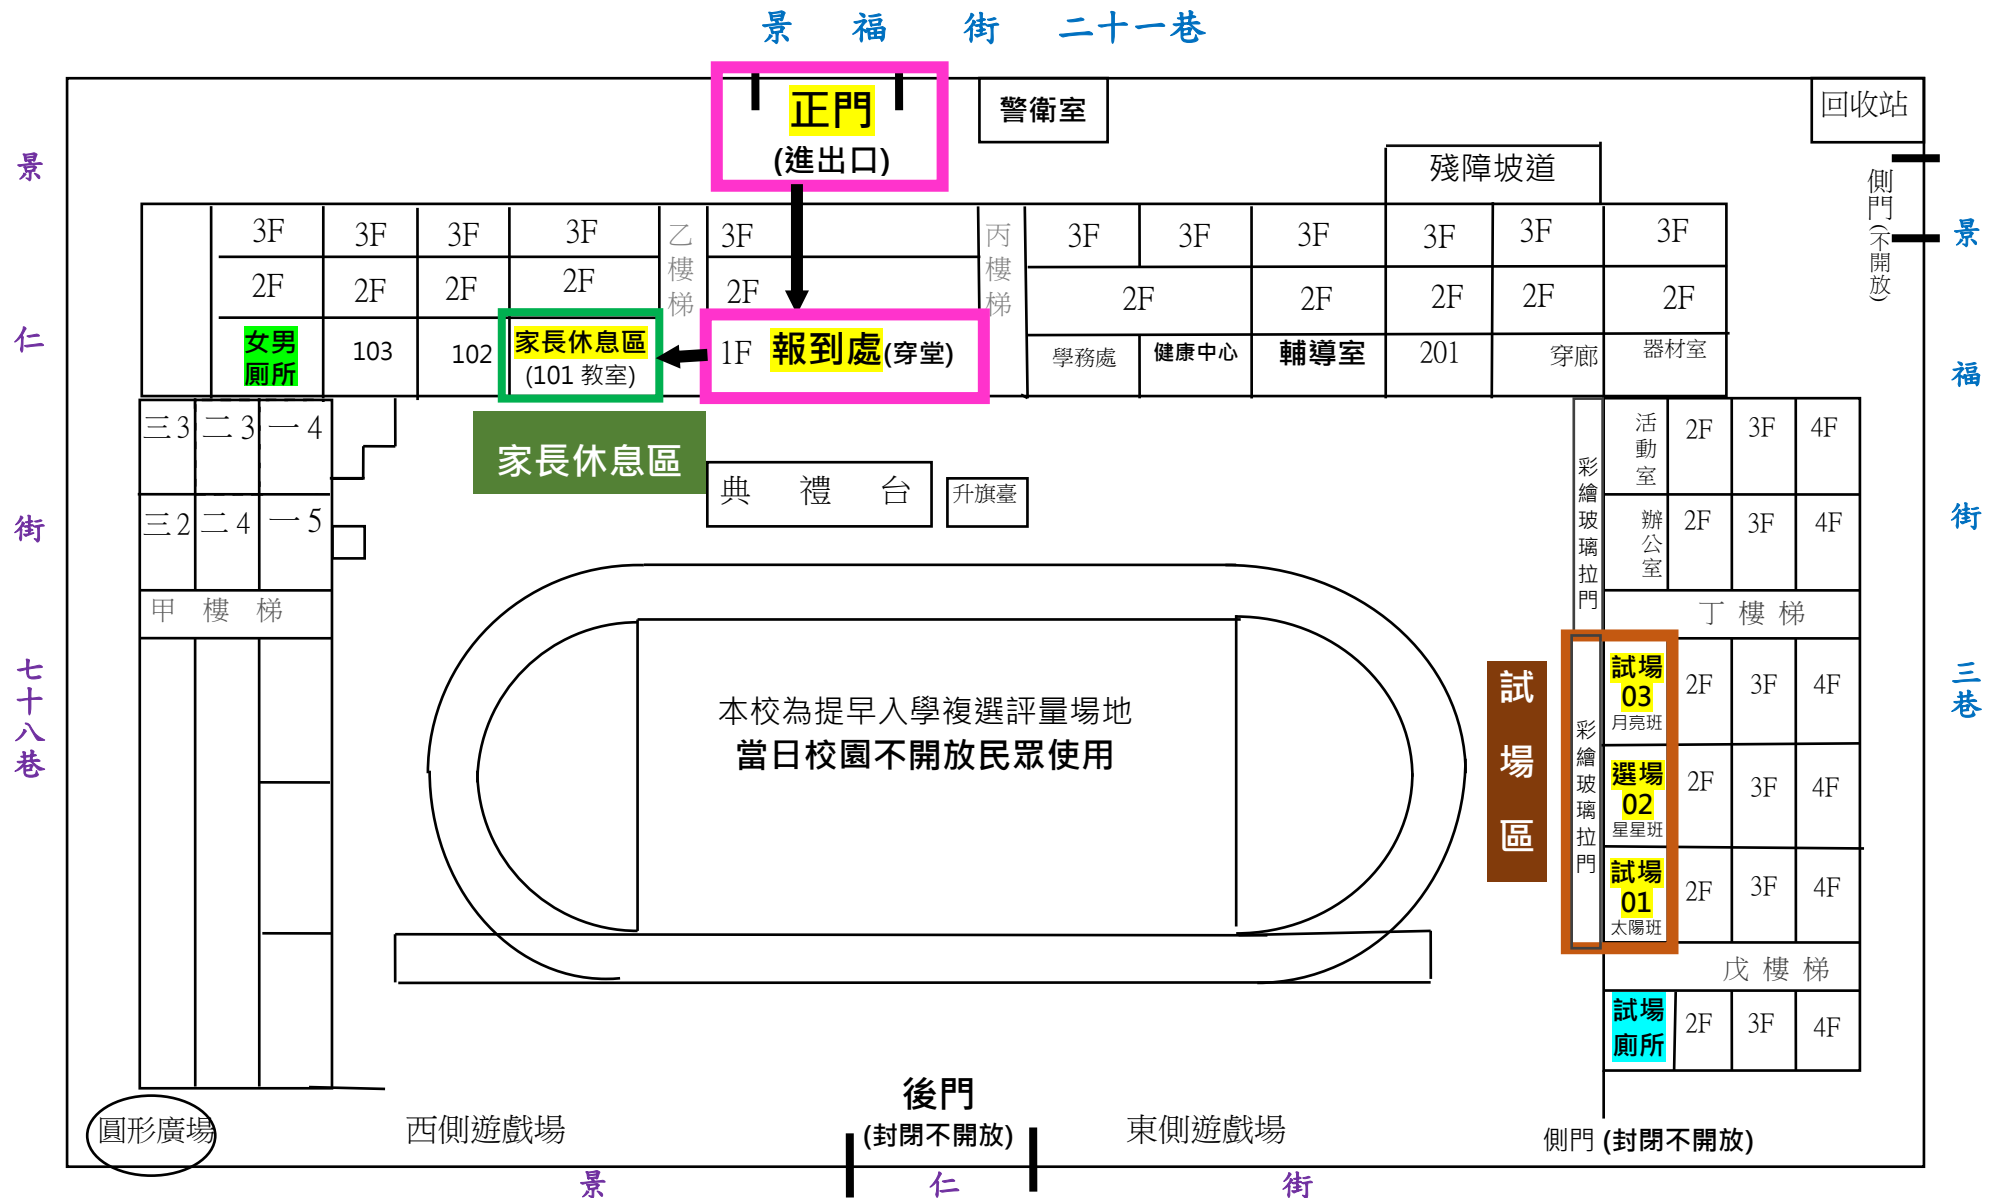 景 福 街 二十一巷
正門
(進出口)
警衛室
回收站
殘障坡道
側門(不開放)
景仁街七十八巷
景福街三巷
3F 3F 3F 3F 乙樓梯 3F 丙樓梯 3F 3F 3F 3F 3F 3F
2F 2F 2F 2F 2F 2F 2F 2F 2F 2F
女男
廁所
103
102
家長休息區
(101 教室)
1F 報到處(穿堂)
學務處
健康中心
輔導室
201
穿廊
器材室
三3 二3 一4
三2 二4 一5
甲 樓 梯
家長休息區
典 禮 台
升旗臺
彩繪玻璃拉門
活動室 2F 3F 4F
辦公室 2F 3F 4F
丁 樓 梯
本校為提早入學複選評量場地
當日校園不開放民眾使用
試場區
彩繪玻璃拉門
試場
03
月亮班
2F 3F 4F
選場
02
星星班
2F 3F 4F
試場
01
太陽班
2F 3F 4F
戊 樓 梯
試場
廁所
2F 3F 4F
圓形廣場
西側遊戲場
後門
(封閉不開放)
東側遊戲場
側門 (封閉不開放)
景 仁 街